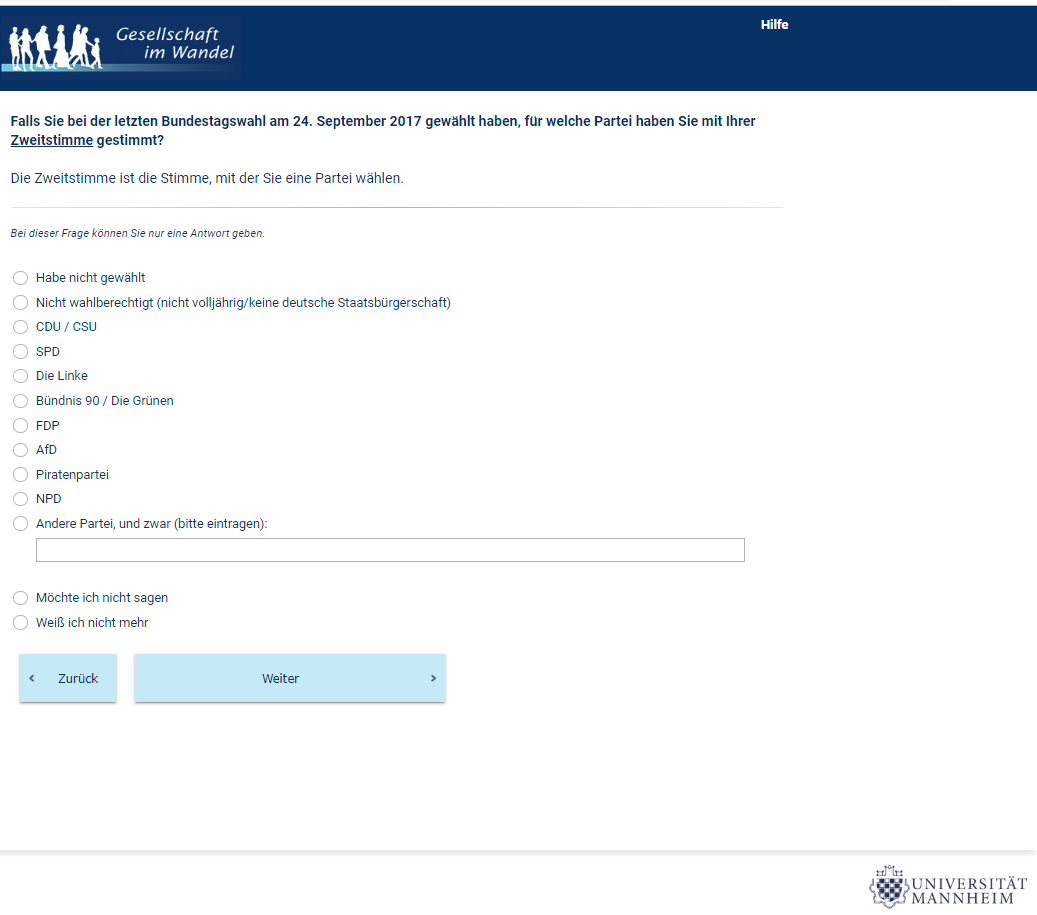 Gesellschaft
im Wandel
Hilfe
Falls Sie bei der letzten Bundestagswahl am 24. September 2017 gewählt haben, für welche Partei haben Sie mit Ihrer
Zweitstimme gestimmt?
Die Zweitstimme ist die Stimme, mit der Sie eine Partei wählen.
Bei dieser Frage können Sie nur eine Antwort geben.
Habe nicht gewählt
Nicht wahlberechtigt (nicht volljährig/keine deutsche Staatsbürgerschaft)
CDU / CSU
SPD
Die Linke
Bündnis 90 / Die Grünen
FDP
AfD
Piratenpartei
NPD
Andere Partei, und zwar (bitte eintragen):
Möchte ich nicht sagen
Weiß ich nicht mehr
‹ Zurück
Weiter ›
UNIVERSITÄT
MANNHEIM